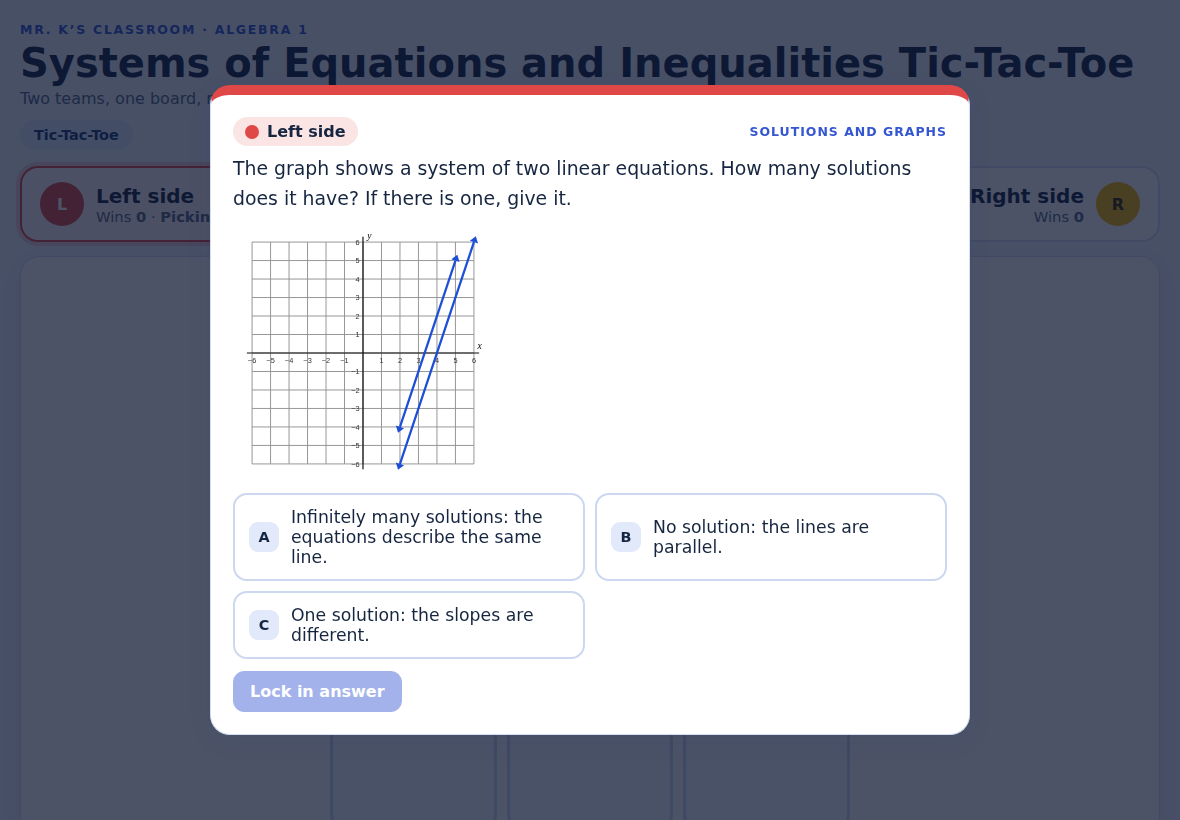 MR. K’S CLASSROOM · ALGEBRA 1
Systems of Equations and Inequalities Tic-Tac-Toe
Two teams, one board,
Tic-Tac-Toe
L
Left side
Wins 0 ·
Right side
Wins 0
R
Left side
SOLUTIONS AND GRAPHS
The graph shows a system of two linear equations. How many solutions
does it have? If there is one, give it.
y
6
5
4
3
2
1
x
−6 −5 −4 −3 −2 −1 1 2 3 4 5 6
−1
−2
−3
−4
−5
−6
A
Infinitely many solutions: the
equations describe the same
line.
B
No solution: the lines are
parallel.
C
One solution: the slopes are
different.
Lock in answer